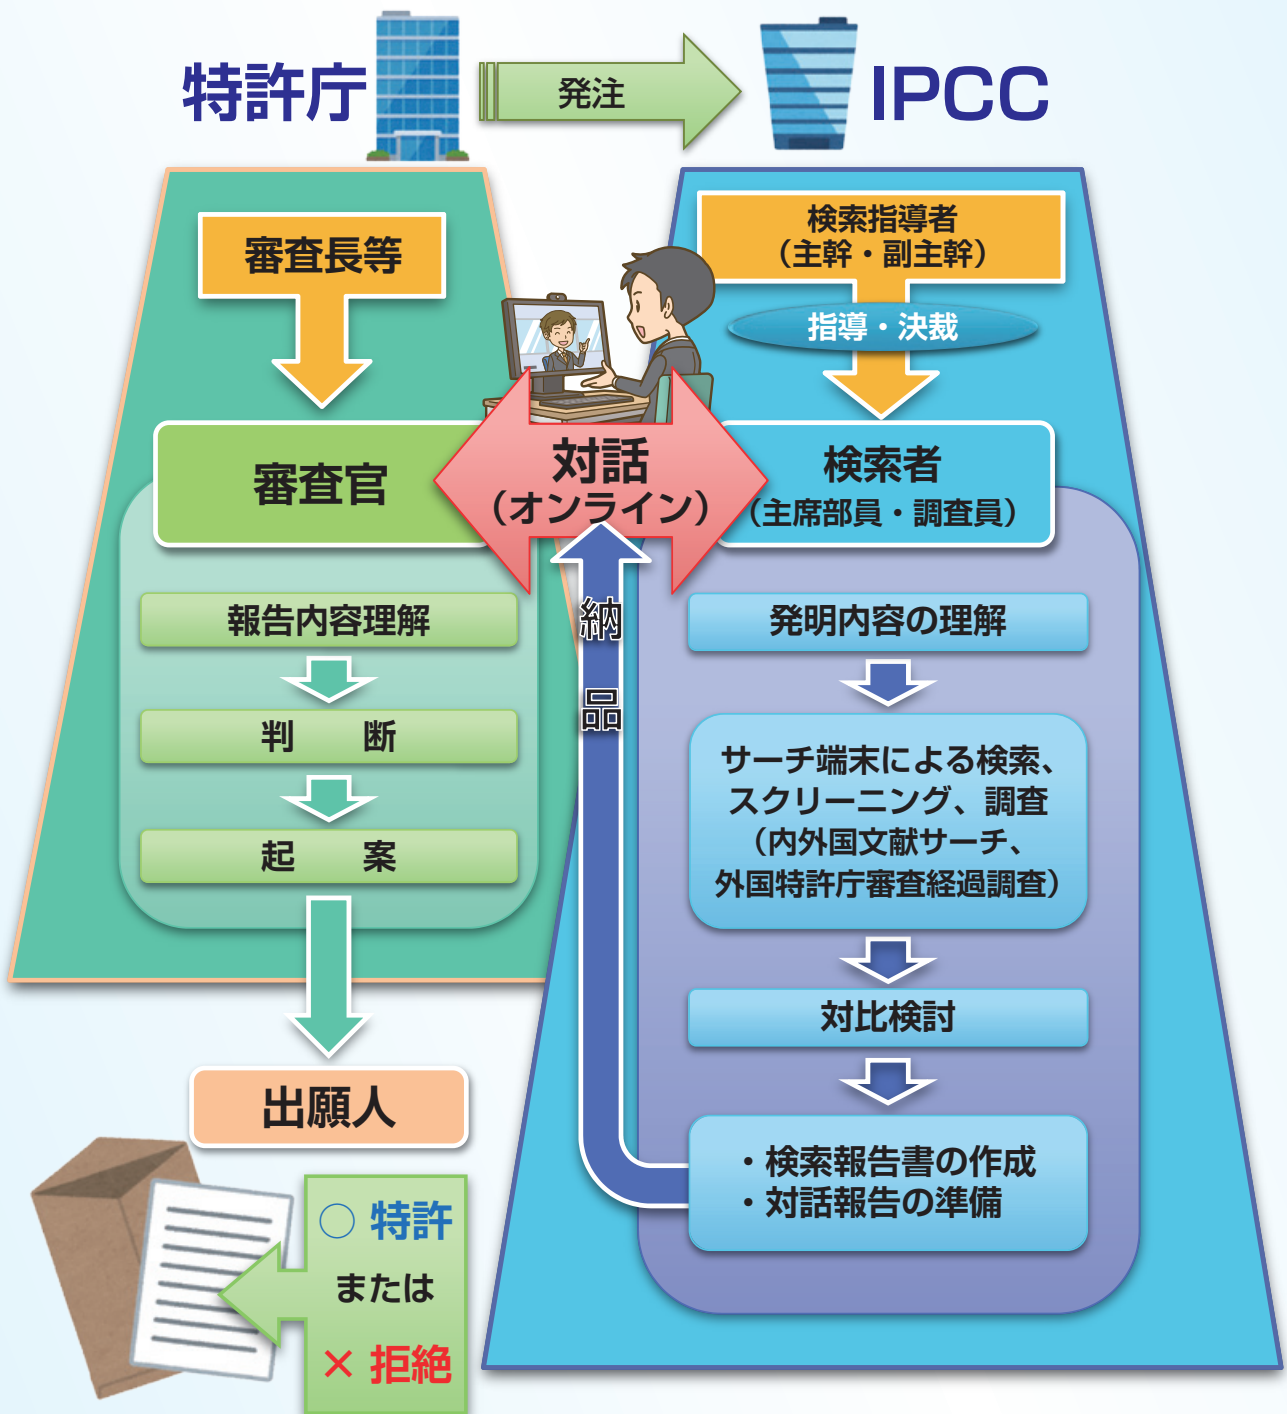 特許庁
発注
IPCC
審査長等
検索指導者
（主幹・副主幹）
指導・決裁
審査官
対話
（オンライン）
検索者
（主席部員・調査員）
報告内容理解
判　断
起　案
納品
発明内容の理解
サーチ端末による検索、
スクリーニング、調査
（内外国文献サーチ、
外国特許庁審査経過調査）
対比検討
・検索報告書の作成
・対話報告の準備
出願人
○ 特許
または
× 拒絶